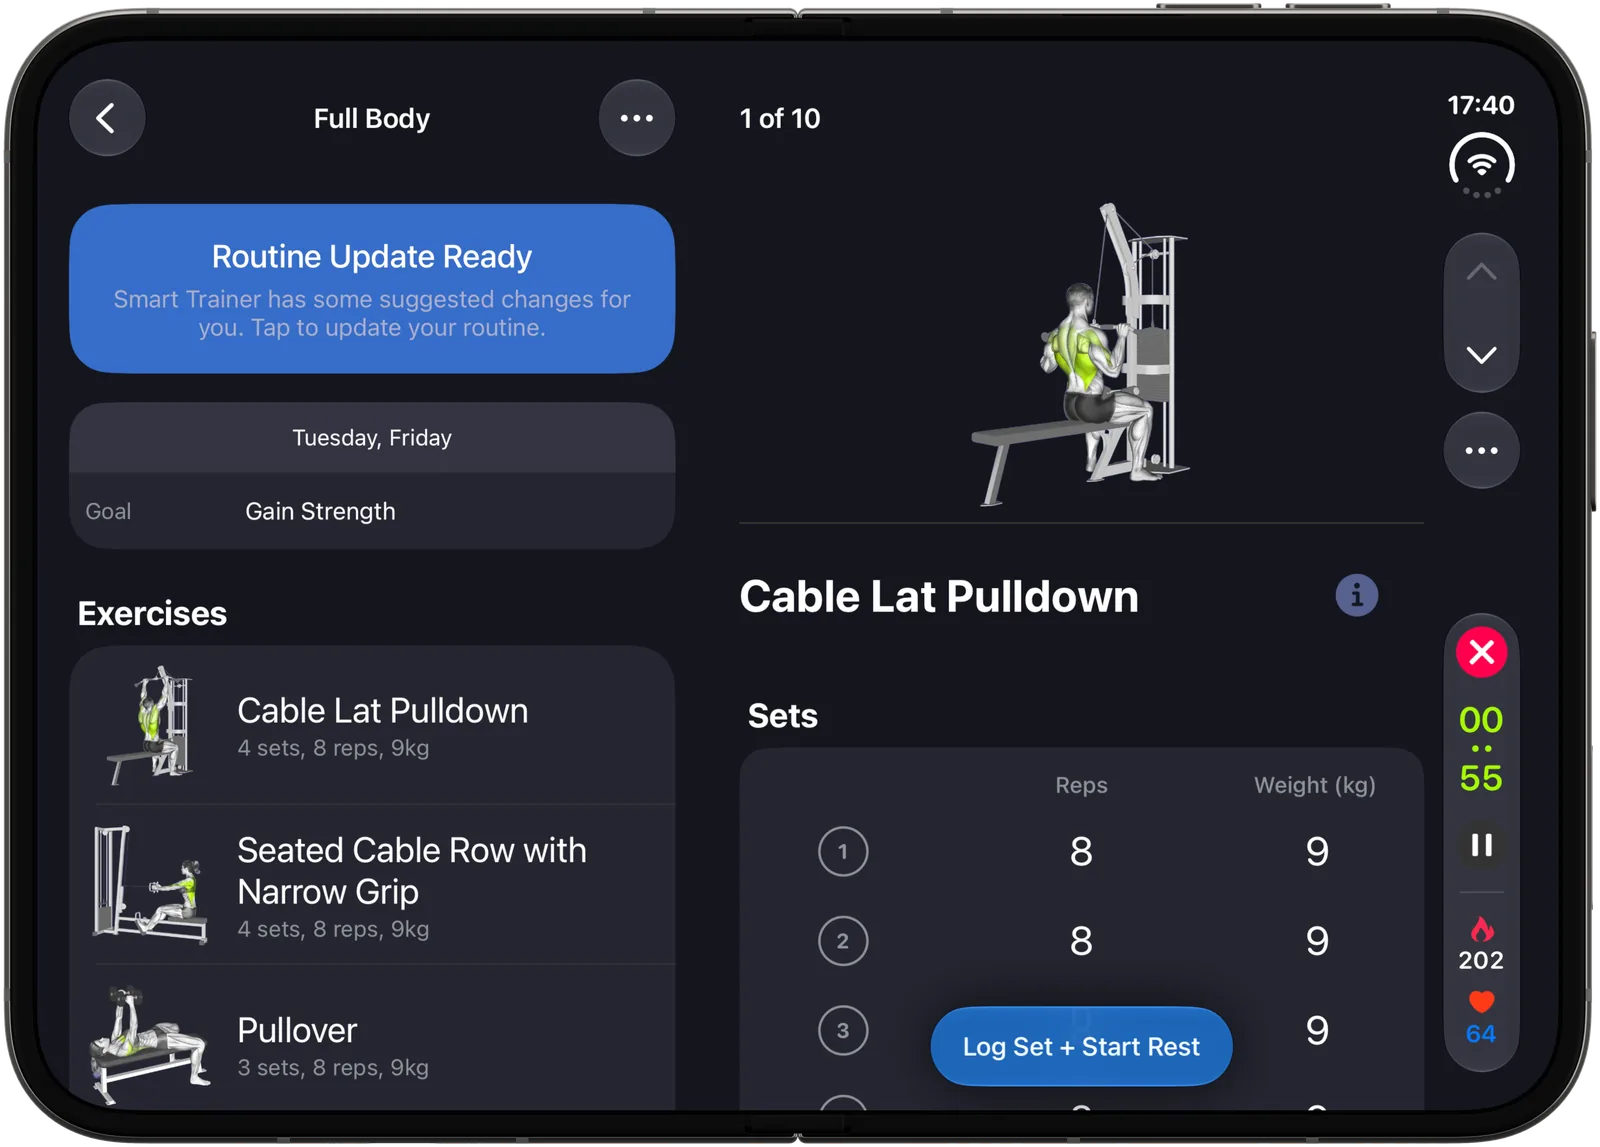 Full Body
Routine Update Ready
Smart Trainer has some suggested changes for
you. Tap to update your routine.
Tuesday, Friday
Goal
Gain Strength
Exercises
Cable Lat Pulldown
4 sets, 8 reps, 9kg
Seated Cable Row with
Narrow Grip
4 sets, 8 reps, 9kg
Pullover
3 sets, 8 reps, 9kg
1 of 10
Cable Lat Pulldown
Sets
Reps
Weight (kg)
1
8
9
2
8
9
3
9
Log Set + Start Rest
17:40
00
55
202
64